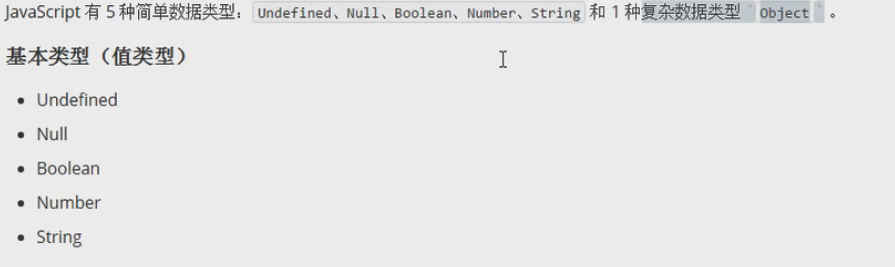 JavaScript 有 5 种简单数据类型：Undefined、Null、Boolean、Number、String 和 1 种复杂数据类型`Object`。
基本类型（值类型）
• Undefined
• Null
• Boolean
• Number
• String